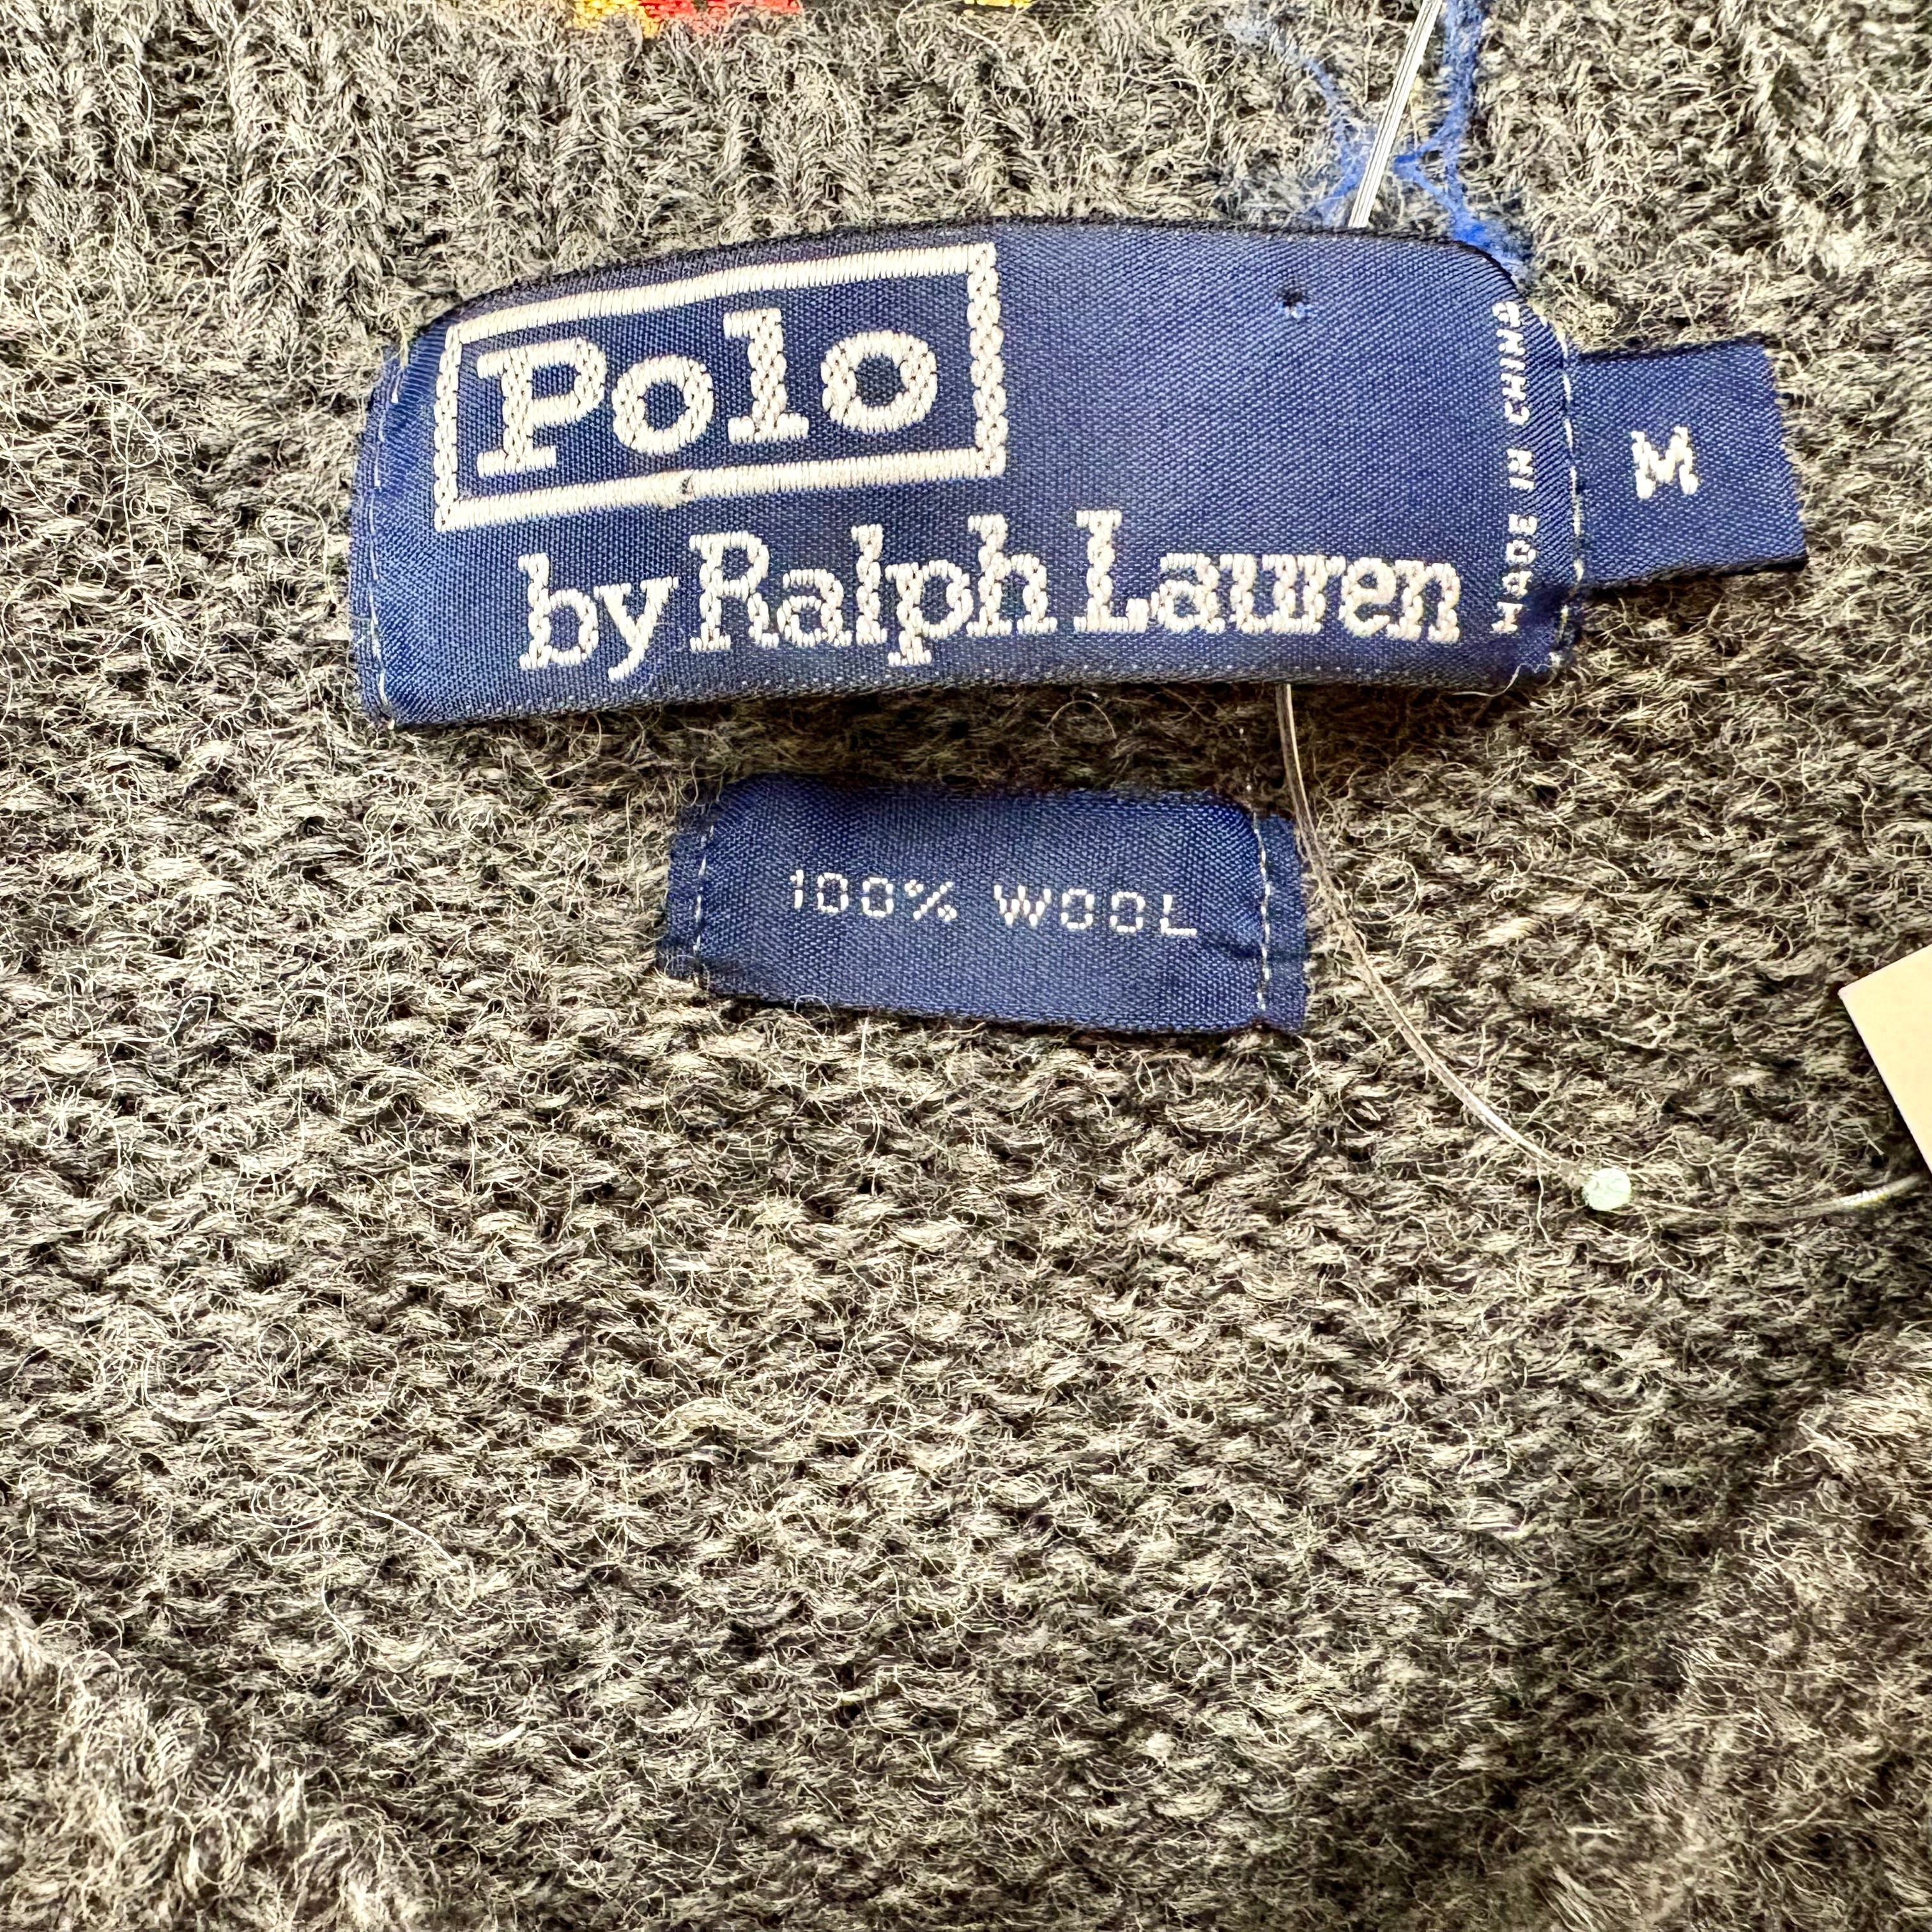 Polo
by Ralph Lauren
MADE IN CHINA
M
100% WOOL